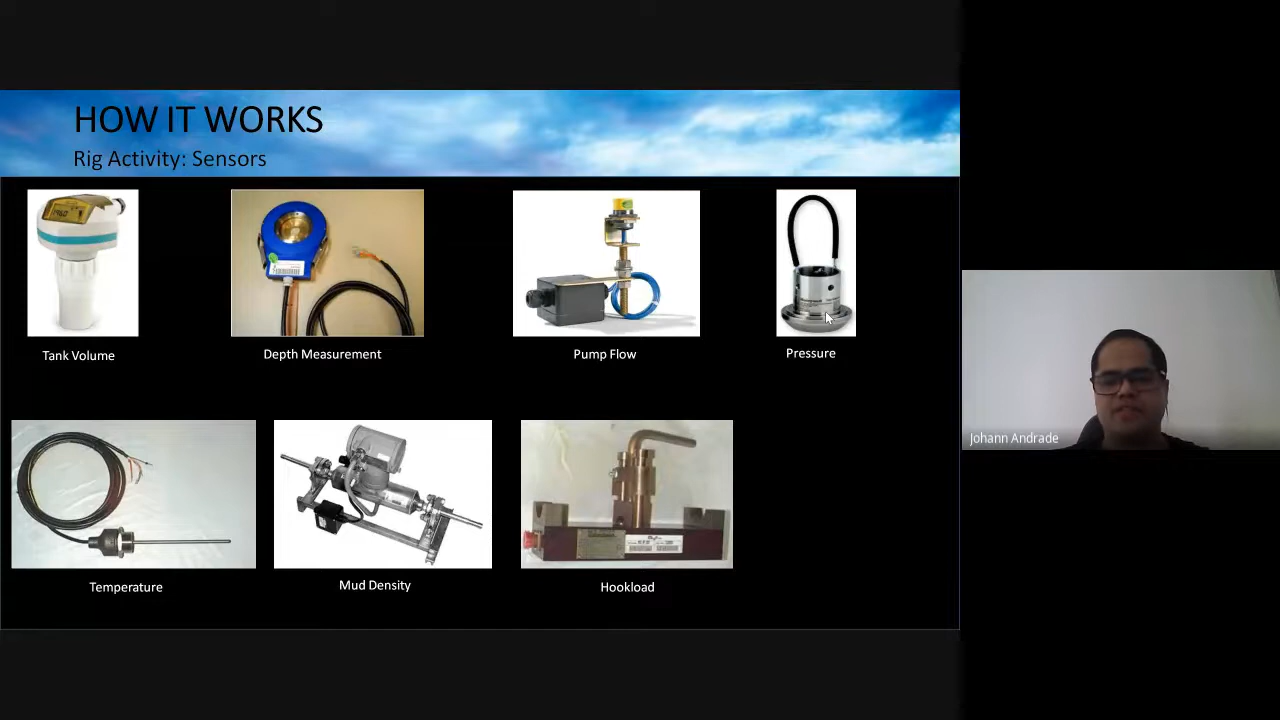 HOW IT WORKS
Rig Activity: Sensors
Tank Volume
Depth Measurement
Pump Flow
Pressure
Temperature
Mud Density
Hookload
Johann Andrade